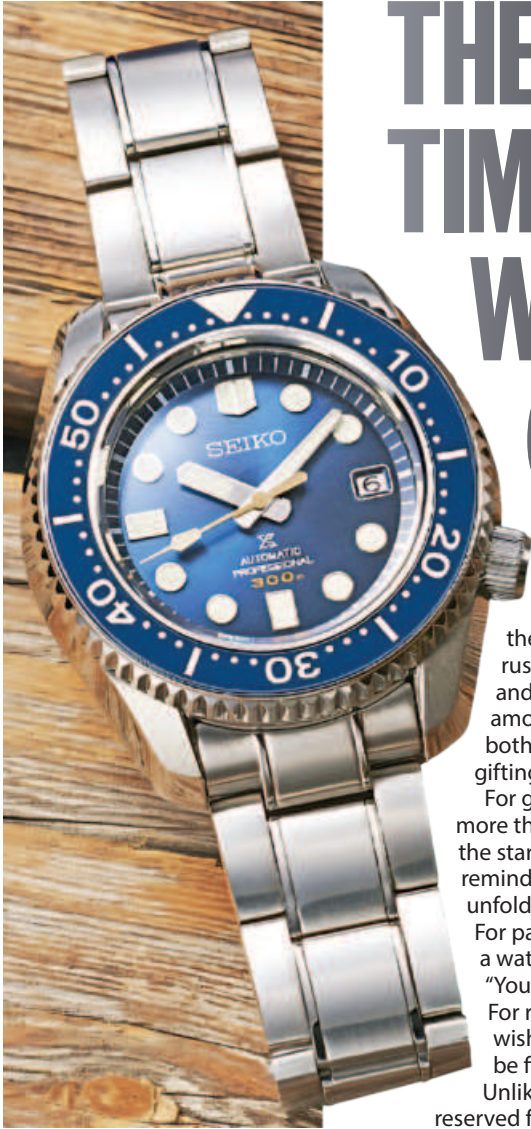 THE
TIM
W
10
50
SEIKO
6
AUTOMATIC
PROFESSIONAL
300m
20
40
30
the
rus
and
amo
both
gifting
For g
more th
the star
remind
unfold
For pa
a wat
“You
For r
wish
be f
Unlik
reserved f